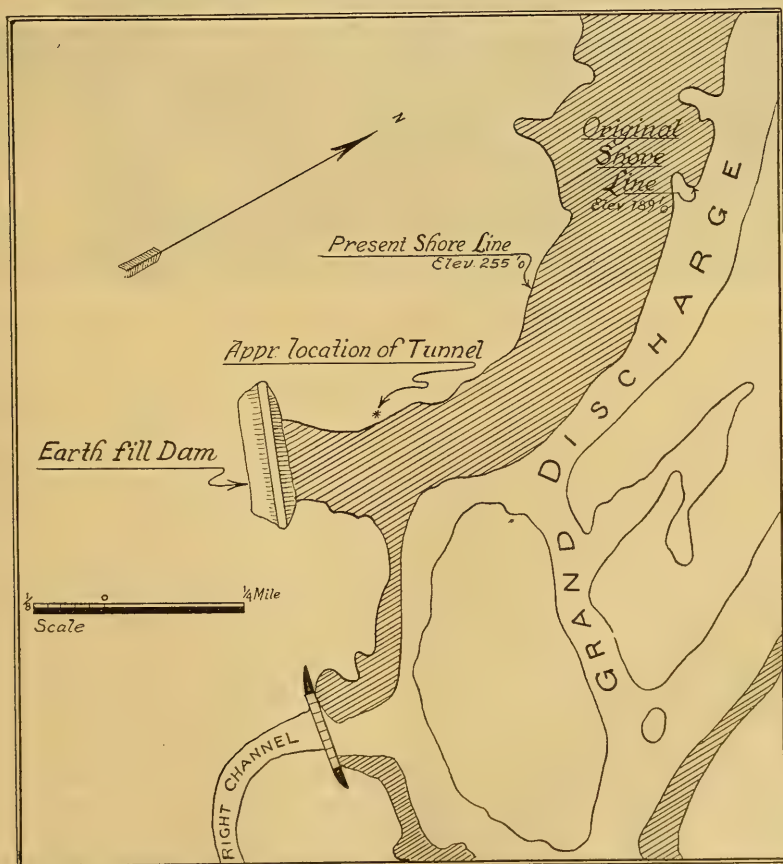 N
Original
Shore
Line
Elev. 189'.0
Present Shore Line
Elev. 255'.0
Appr. location of Tunnel
Earth fill Dam
GRAND DISCHARGE
1/8
0
1/4 Mile
Scale
RIGHT CHANNEL